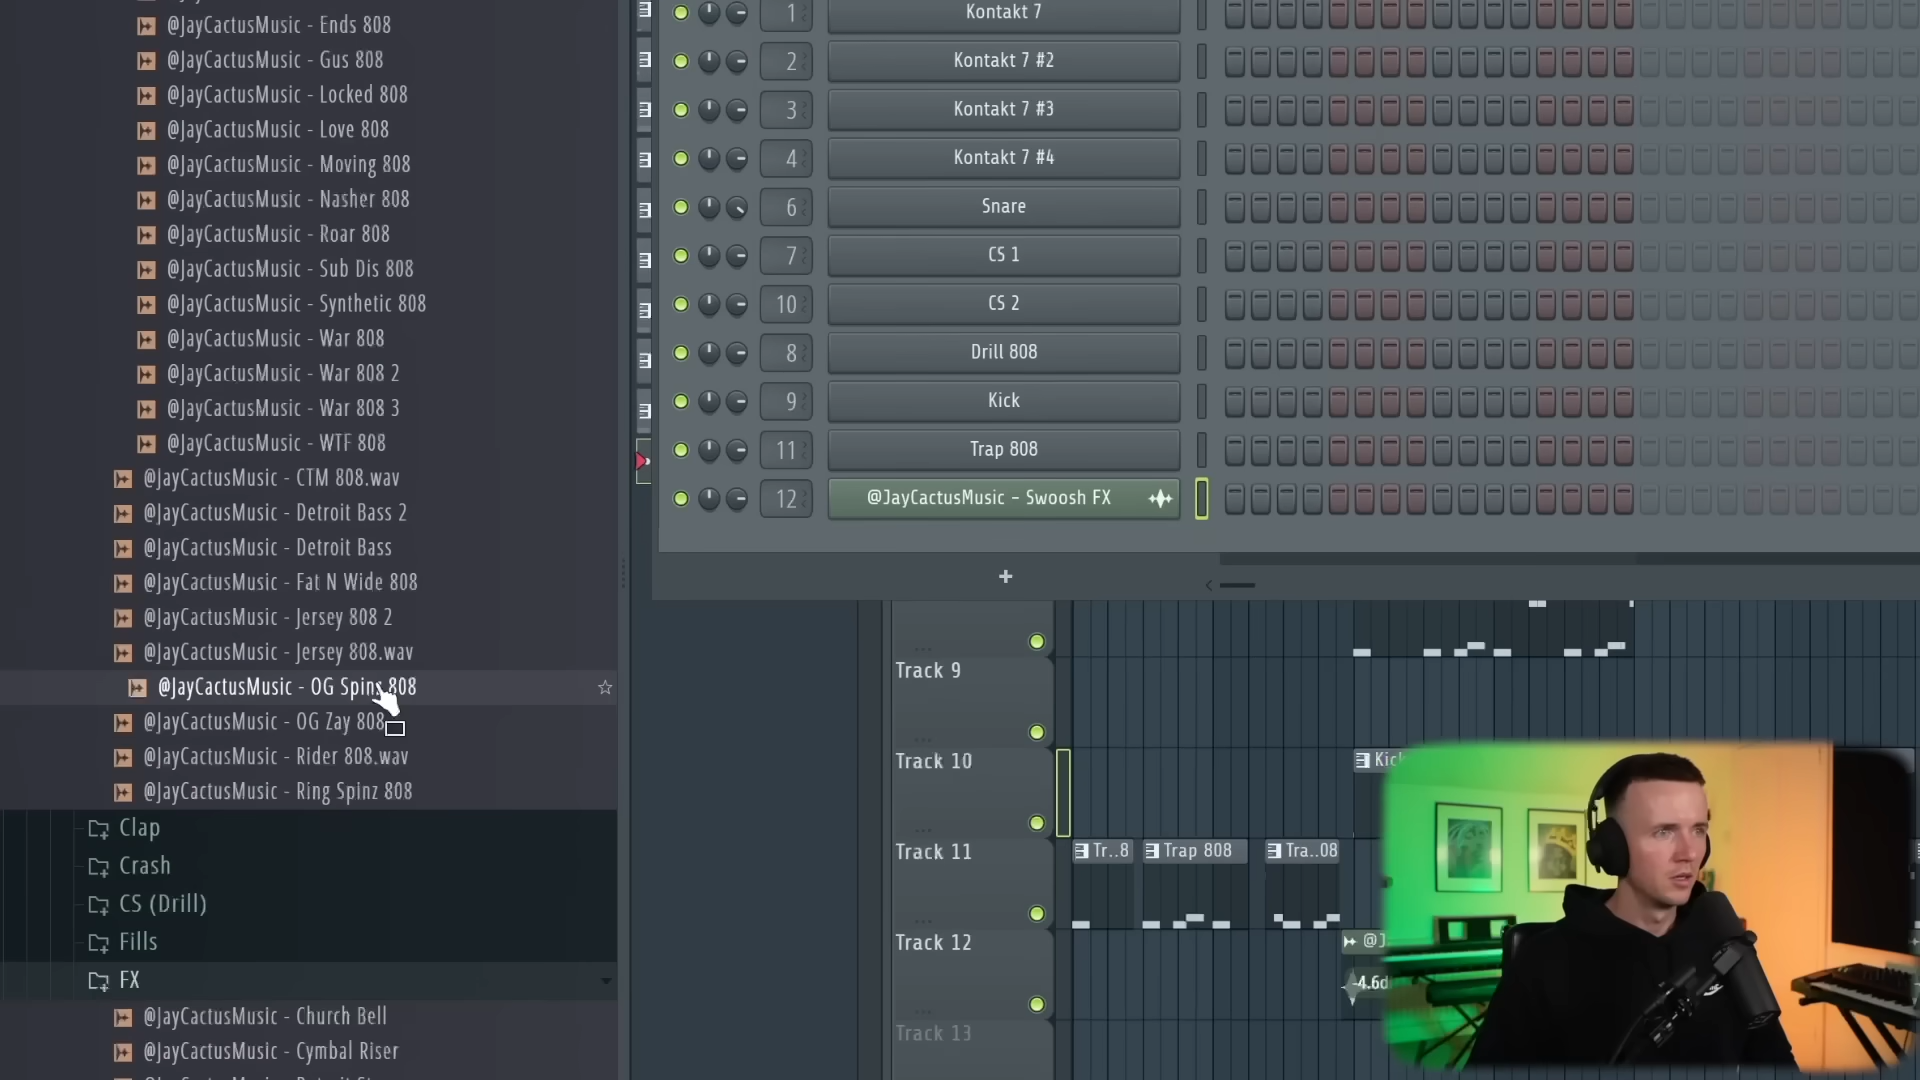 @JayCactusMusic - Ends 808
@JayCactusMusic - Gus 808
@JayCactusMusic - Locked 808
@JayCactusMusic - Love 808
@JayCactusMusic - Moving 808
@JayCactusMusic - Nasher 808
@JayCactusMusic - Roar 808
@JayCactusMusic - Sub Dis 808
@JayCactusMusic - Synthetic 808
@JayCactusMusic - War 808
@JayCactusMusic - War 808 2
@JayCactusMusic - War 808 3
@JayCactusMusic - WTF 808
@JayCactusMusic - CTM 808.wav
@JayCactusMusic - Detroit Bass 2
@JayCactusMusic - Detroit Bass
@JayCactusMusic - Fat N Wide 808
@JayCactusMusic - Jersey 808 2
@JayCactusMusic - Jersey 808.wav
@JayCactusMusic - OG Spinz 808
@JayCactusMusic - OG Zay 808
@JayCactusMusic - Rider 808.wav
@JayCactusMusic - Ring Spinz 808
Clap
Crash
CS (Drill)
Fills
FX
@JayCactusMusic - Church Bell
@JayCactusMusic - Cymbal Riser
1 Kontakt 7
2 Kontakt 7 #2
3 Kontakt 7 #3
4 Kontakt 7 #4
6 Snare
7 CS 1
10 CS 2
8 Drill 808
9 Kick
11 Trap 808
12 @JayCactusMusic - Swoosh FX
+
Track 9
Track 10
Track 11
Tr..8
Trap 808
Tra..08
Track 12
-4.6d
Track 13